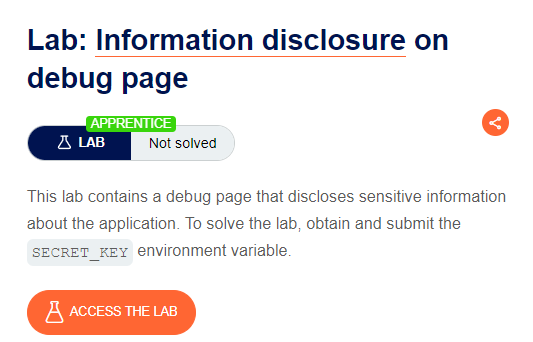 Lab: Information disclosure on
debug page
APPRENTICE
LAB
Not solved
This lab contains a debug page that discloses sensitive information
about the application. To solve the lab, obtain and submit the
SECRET_KEY environment variable.
ACCESS THE LAB